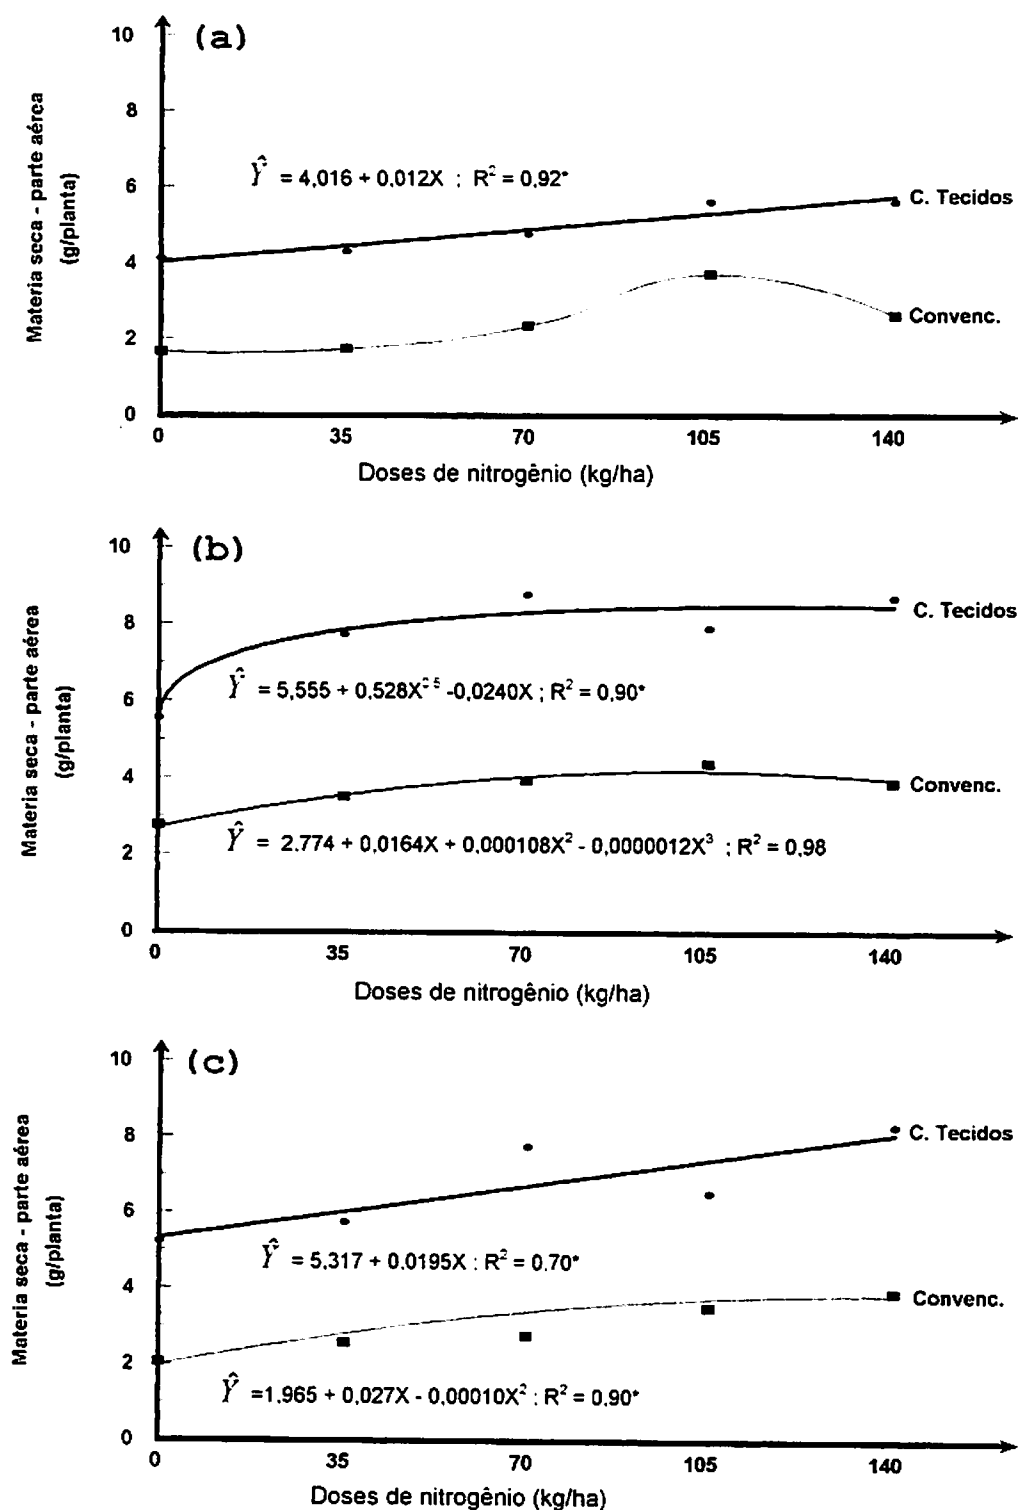 (a)
Materia seca - parte aérea
(g/planta)
10
8
6
4
2
0
Ŷ = 4,016 + 0,012X ; R² = 0,92*
C. Tecidos
Convenc.
0 35 70 105 140
Doses de nitrogênio (kg/ha)
(b)
Materia seca - parte aérea
(g/planta)
10
8
6
4
2
0
C. Tecidos
Ŷ = 5,555 + 0,528X^0,5 -0,0240X ; R² = 0,90*
Convenc.
Ŷ = 2.774 + 0,0164X + 0,000108X² - 0,0000012X³ ; R² = 0,98
0 35 70 105 140
Doses de nitrogênio (kg/ha)
(c)
Materia seca - parte aérea
(g/planta)
10
8
6
4
2
0
C. Tecidos
Ŷ = 5,317 + 0.0195X : R² = 0.70*
Convenc.
Ŷ =1,965 + 0,027X - 0,00010X² : R² = 0,90*
0 35 70 105 140
Doses de nitrogênio (kg/ha)